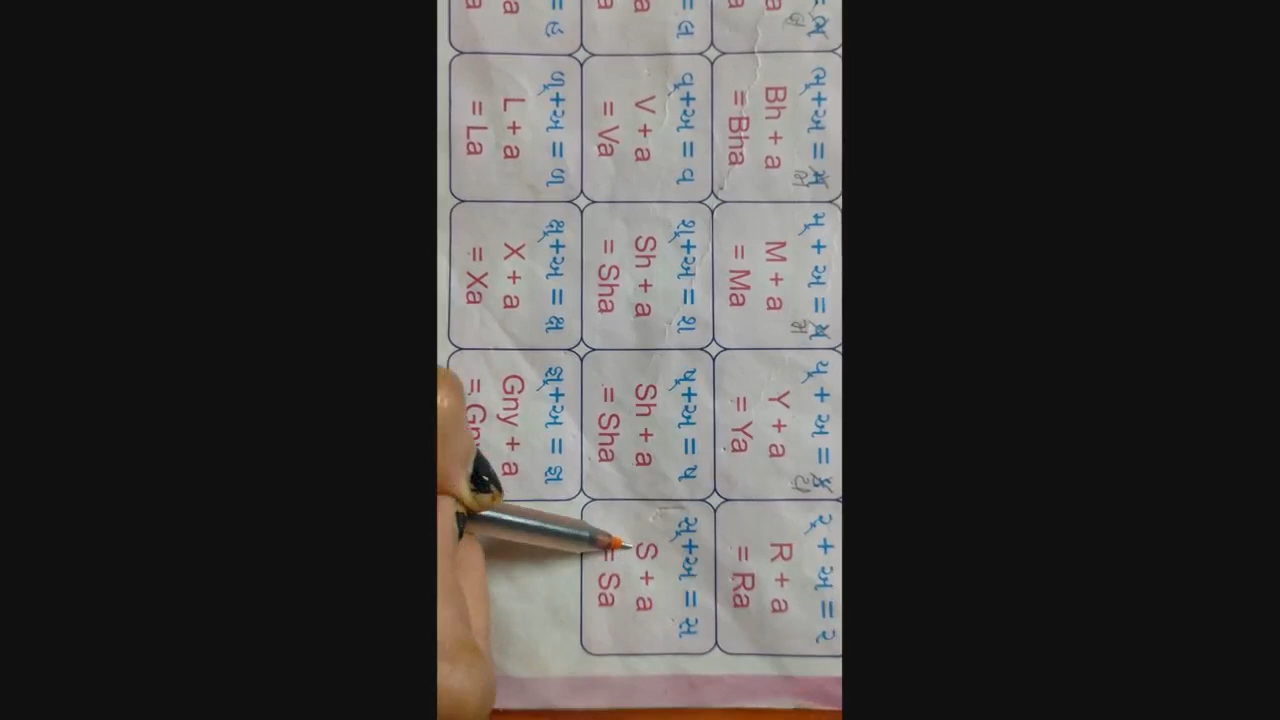 ભ્+અ = ભ
Bh + a
= Bha
મ્ + અ = મ
M + a
= Ma
ય્ + અ = ય
Y + a
= Ya
ર્ + અ = ર
R + a
= Ra
= લ
a
a
વ્+અ = વ
V + a
= Va
શ્+અ = શ
Sh + a
= Sha
ષ્+અ = ષ
Sh + a
= Sha
સ્+અ = સ
S + a
= Sa
= હ
a
a
ળ્+અ = ળ
L + a
= La
ક્ષ્+અ = ક્ષ
X + a
= Xa
જ્ઞ્+અ = જ્ઞ
Gny + a